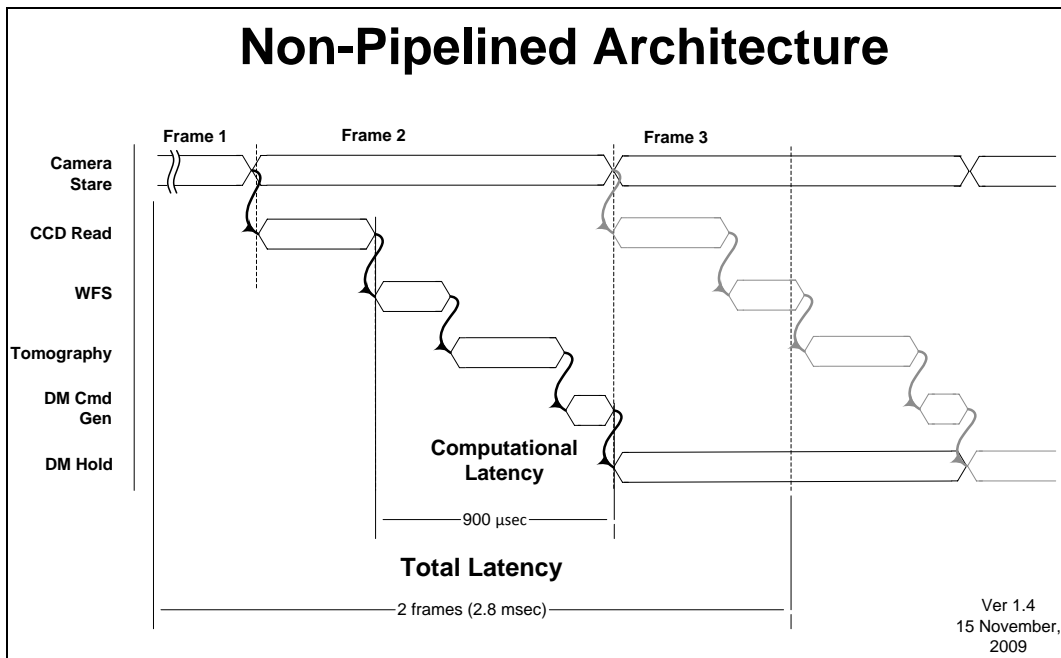 Non-Pipelined Architecture
Frame 1
Frame 2
Frame 3
Camera
Stare
CCD Read
WFS
Tomography
DM Cmd
Gen
DM Hold
Computational
Latency
900 µsec
Total Latency
2 frames (2.8 msec)
Ver 1.4
15 November,
2009